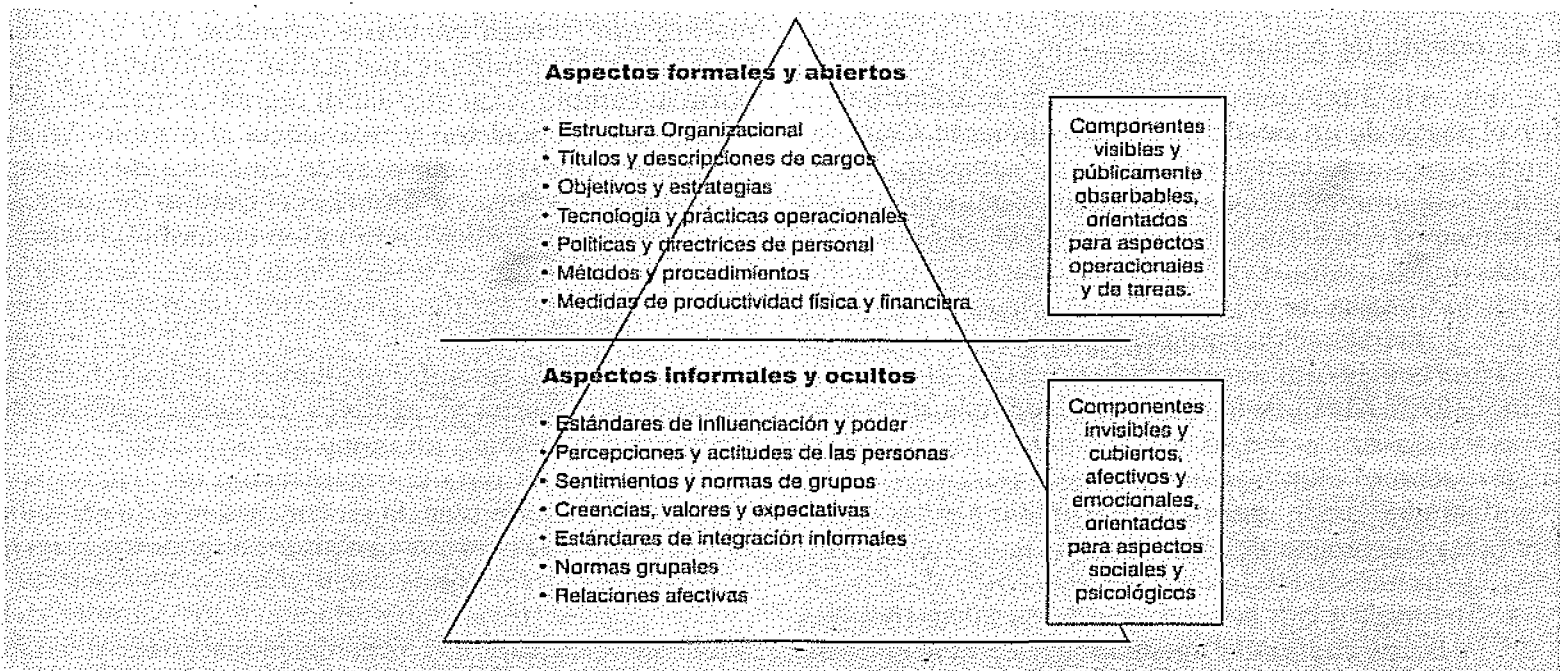 Aspectos formales y abiertos
• Estructura Organizacional
• Títulos y descripciones de cargos
• Objetivos y estrategias
• Tecnología y prácticas operacionales
• Políticas y directrices de personal
• Métodos y procedimientos
• Medidas de productividad física y financiera
Componentes
visibles y
públicamente
obserbables,
orientados
para aspectos
operacionales
y de tareas.
Aspectos informales y ocultos
• Estándares de influenciación y poder
• Percepciones y actitudes de las personas
• Sentimientos y normas de grupos
• Creencias, valores y expectativas
• Estándares de integración informales
• Normas grupales
• Relaciones afectivas
Componentes
invisibles y
cubiertos,
afectivos y
emocionales,
orientados
para aspectos
sociales y
psicológicos